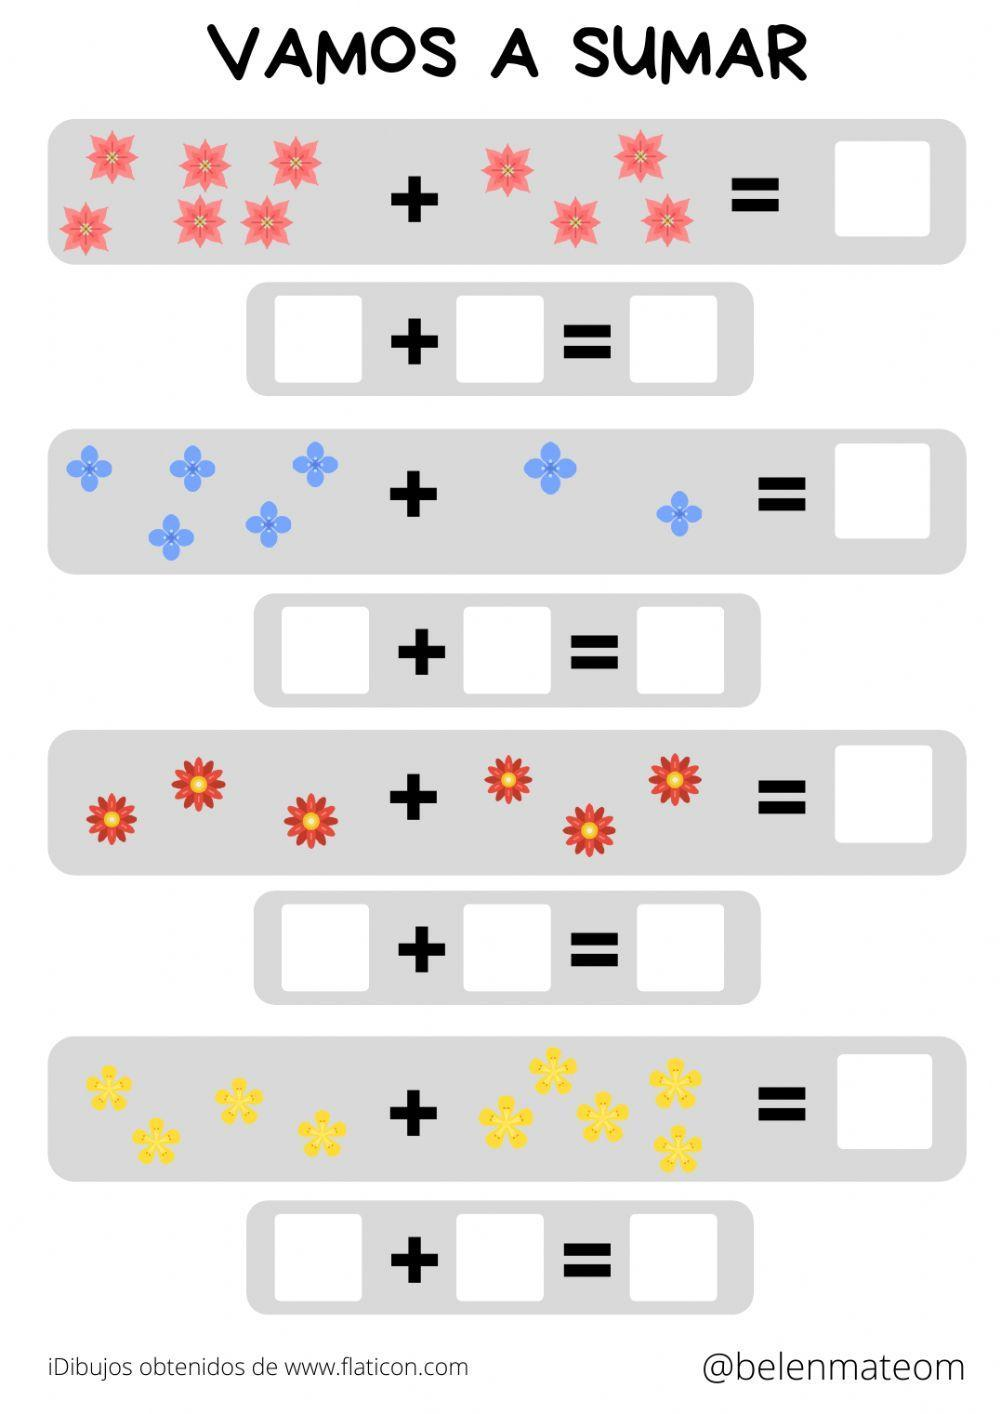 VAMOS A SUMAR
+ =
+ =
+ =
+ =
+ =
+ =
+ =
+ =
iDibujos obtenidos de www.flaticon.com
@belenmateom